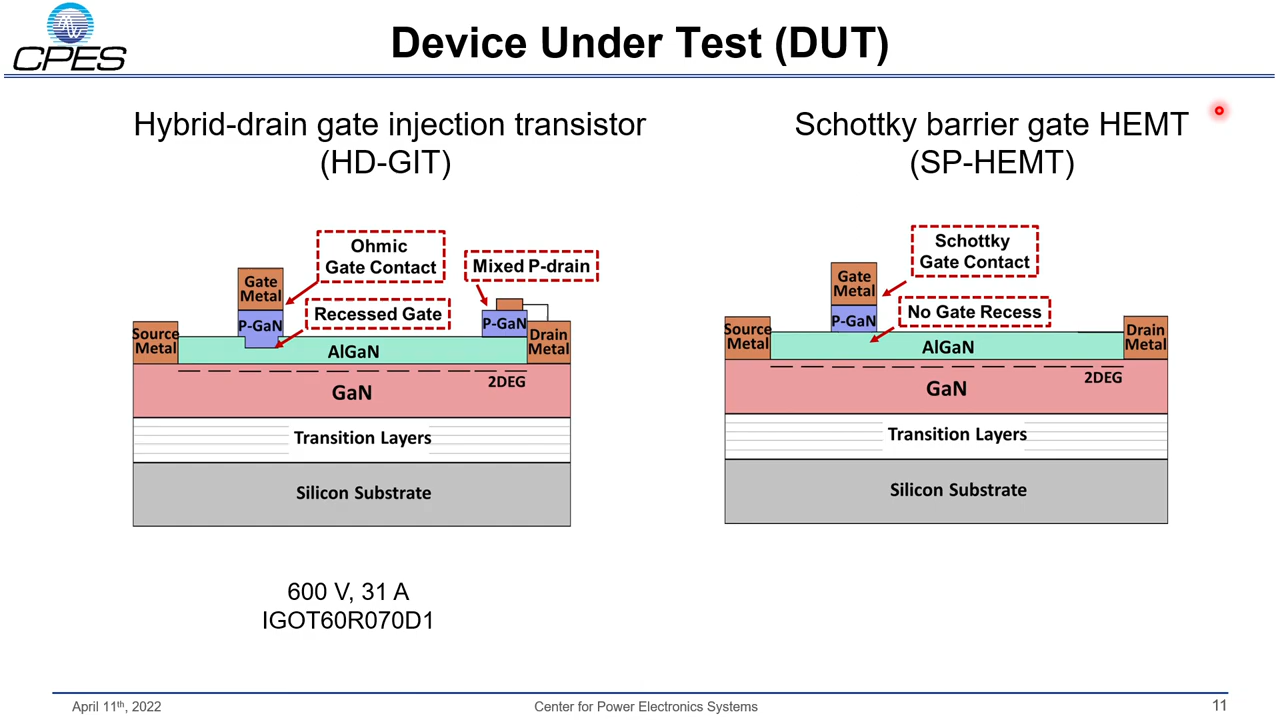 CPES
Device Under Test (DUT)
Hybrid-drain gate injection transistor
(HD-GIT)
Ohmic
Gate Contact
Mixed P-drain
Gate
Metal
Recessed Gate
P-GaN
P-GaN
Source
Metal
Drain
Metal
AlGaN
2DEG
GaN
Transition Layers
Silicon Substrate
600 V, 31 A
IGOT60R070D1
Schottky barrier gate HEMT
(SP-HEMT)
Schottky
Gate Contact
Gate
Metal
No Gate Recess
P-GaN
Source
Metal
Drain
Metal
AlGaN
2DEG
GaN
Transition Layers
Silicon Substrate
April 11th, 2022
Center for Power Electronics Systems
11